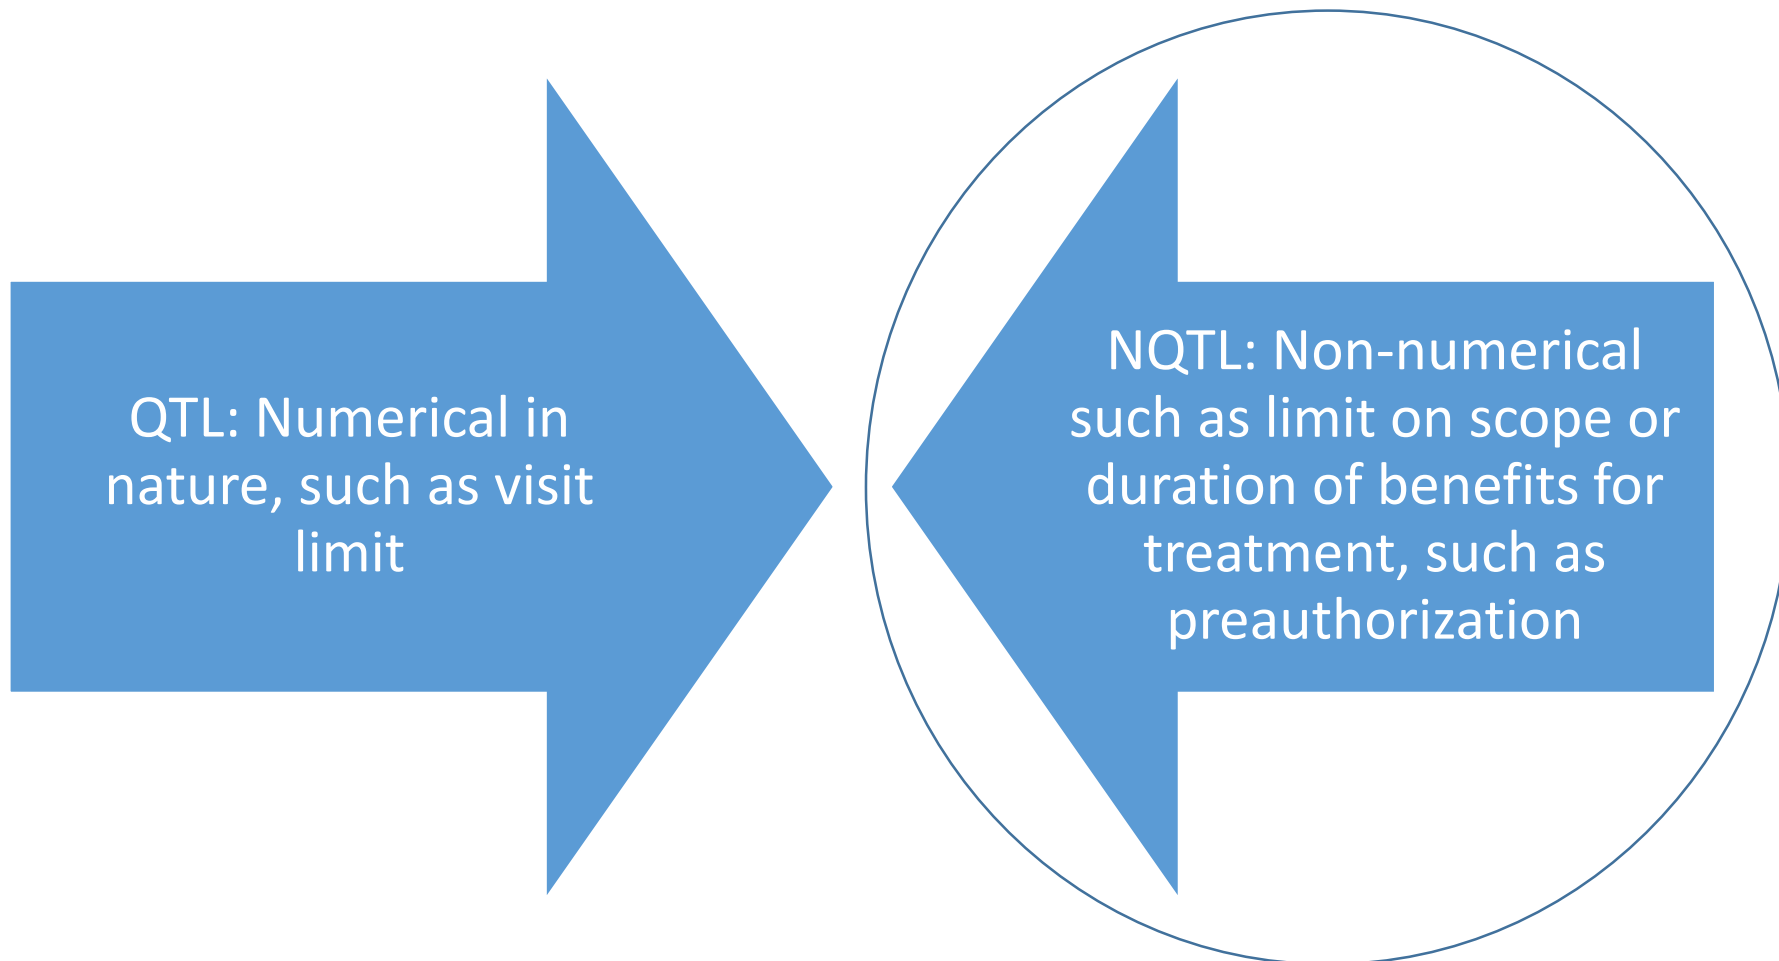 QTL: Numerical in
nature, such as visit
limit
NQTL: Non-numerical
such as limit on scope or
duration of benefits for
treatment, such as
preauthorization